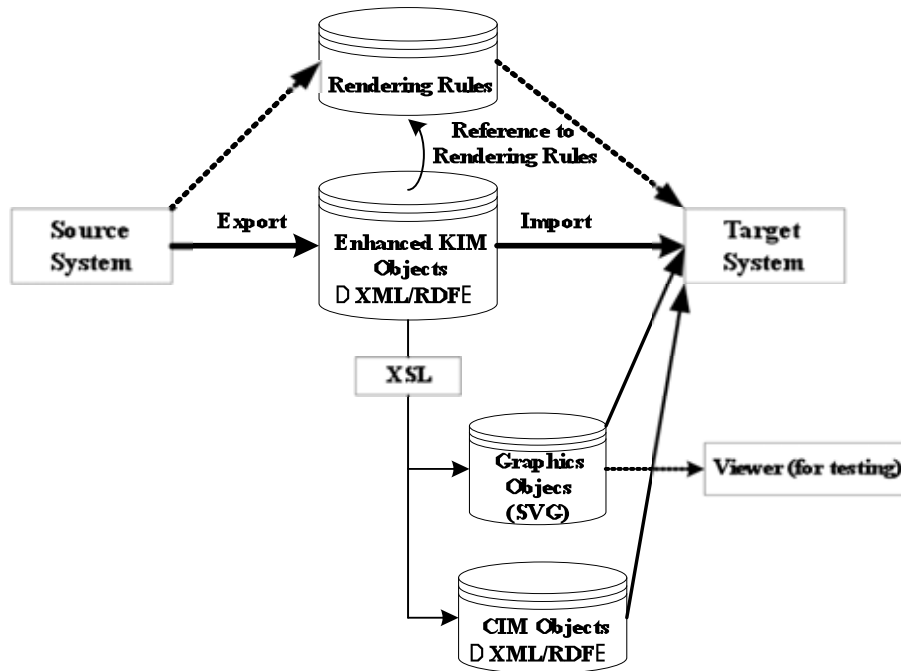 Rendering Rules
Reference to
Rendering Rules
Source
System
Export
Enhanced KIM
Objects
D XML/RDFE
Import
Target
System
XSL
Graphics
Objecs
(SVG)
Viewer (for testing)
CIM Objects
D XML/RDFE